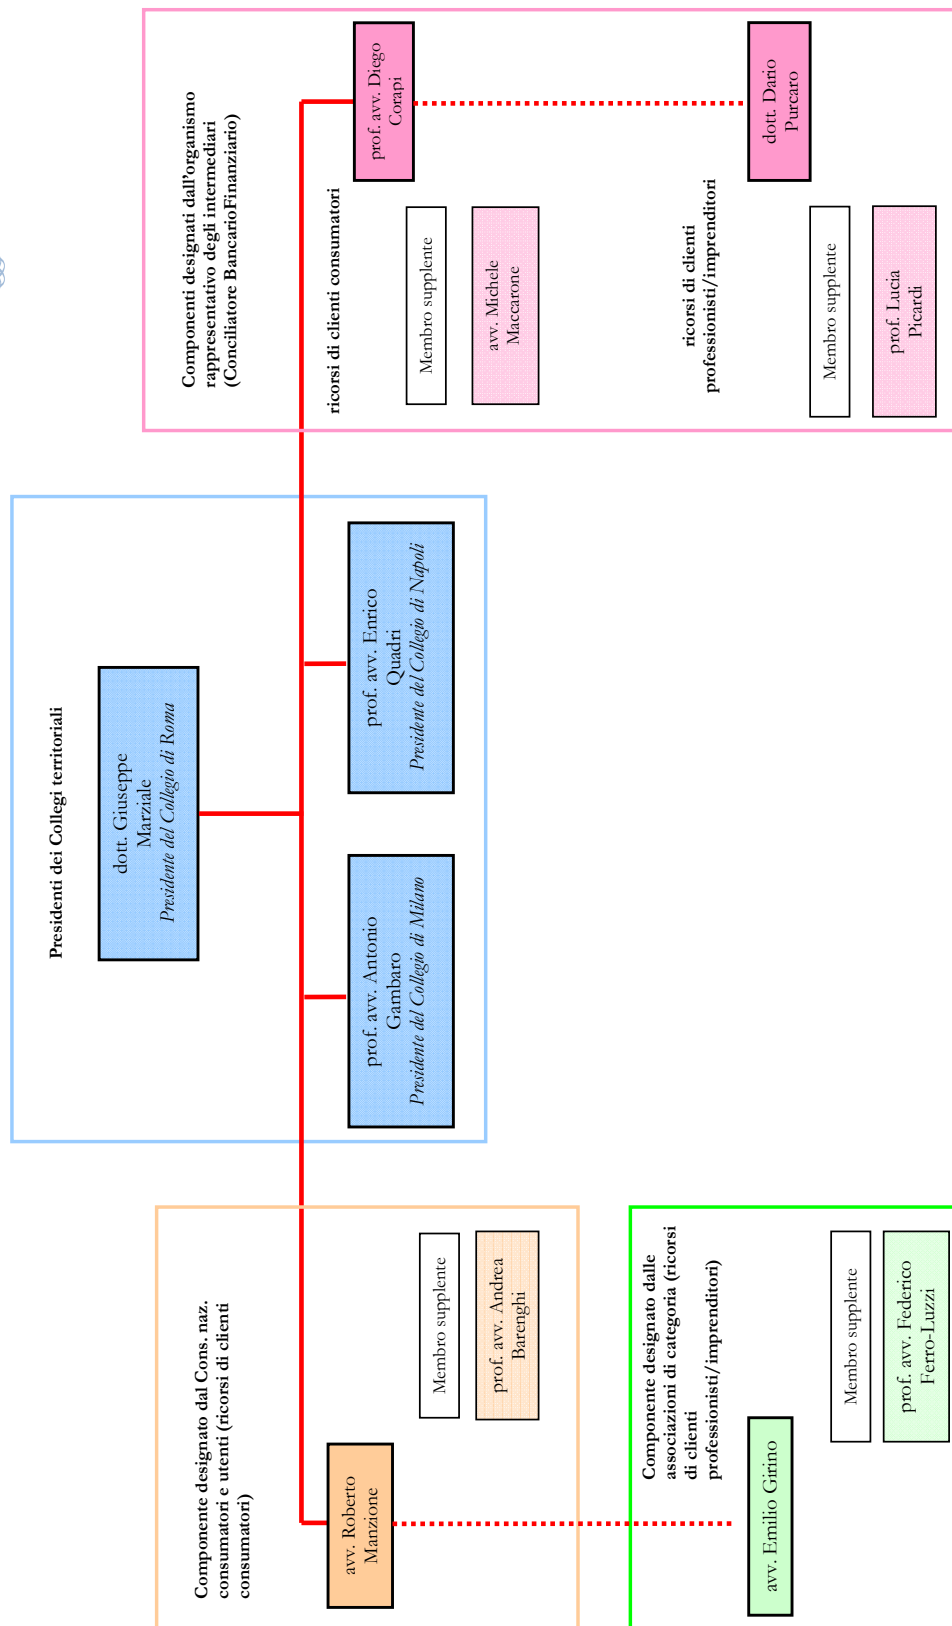 Presidenti dei Collegi territoriali
dott. Giuseppe
Marziale
Presidente del Collegio di Roma
prof. avv. Antonio
Gambaro
Presidente del Collegio di Milano
prof. avv. Enrico
Quadri
Presidente del Collegio di Napoli
Componente designato dal Cons. naz.
consumatori e utenti (ricorsi di clienti
consumatori)
avv. Roberto
Manzione
Membro supplente
prof. avv. Andrea
Barenghi
Componente designato dalle
associazioni di categoria (ricorsi
di clienti
professionisti/imprenditori)
avv. Emilio Girino
Membro supplente
prof. avv. Federico
Ferro-Luzzi
Componenti designati dall'organismo
rappresentativo degli intermediari
(Conciliatore BancarioFinanziario)
prof. avv. Diego
Corapi
ricorsi di clienti consumatori
Membro supplente
avv. Michele
Maccarone
dott. Dario
Purcaro
ricorsi di clienti
professionisti/imprenditori
Membro supplente
prof. Lucia
Picardi